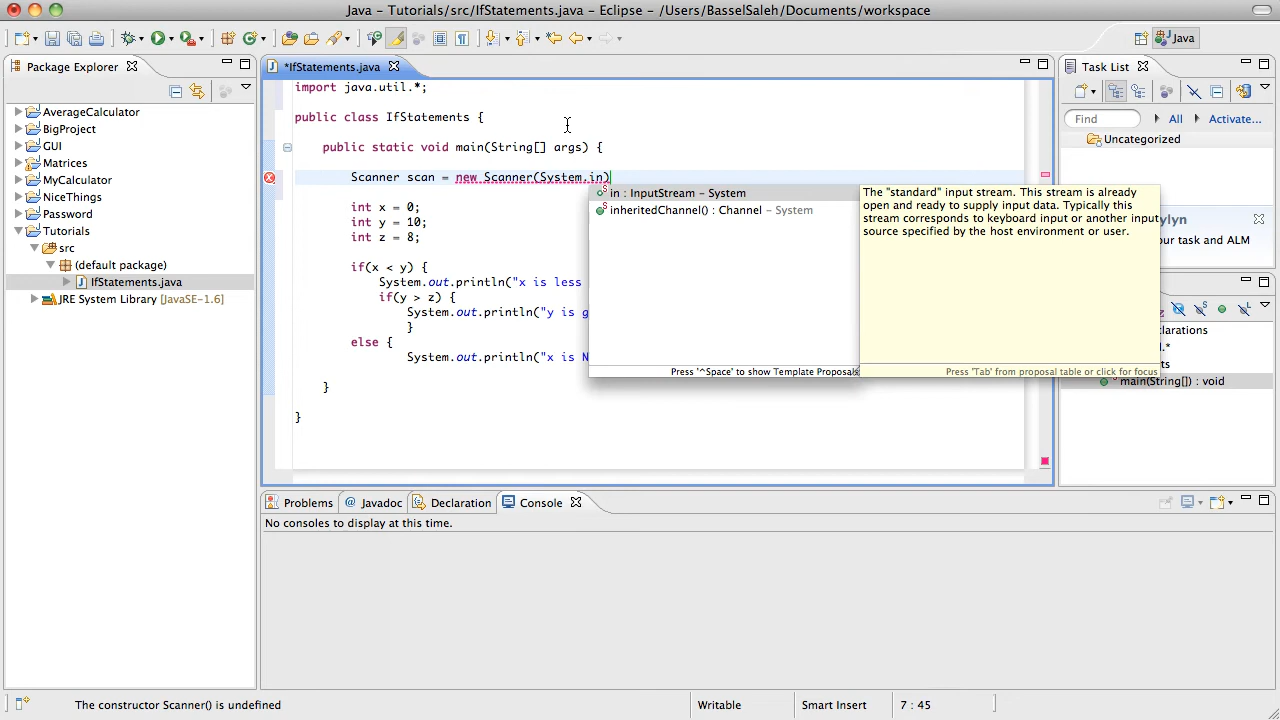 Java - Tutorials/src/IfStatements.java - Eclipse - /Users/BasselSaleh/Documents/workspace
Java
Package Explorer
AverageCalculator
BigProject
GUI
Matrices
MyCalculator
NiceThings
Password
Tutorials
src
(default package)
IfStatements.java
JRE System Library [JavaSE-1.6]
*IfStatements.java
import java.util.*;
public class IfStatements {
public static void main(String[] args) {
Scanner scan = new Scanner(System.in)
int x = 0;
int y = 10;
int z = 8;
if(x < y) {
System.out.println("x is less
if(y > z) {
System.out.println("y is g
}
else {
System.out.println("x is N
}
}
in : InputStream - System
inheritedChannel() : Channel - System
Press '^Space' to show Template Proposals
The "standard" input stream. This stream is already
open and ready to supply input data. Typically this
stream corresponds to keyboard input or another input
source specified by the host environment or user.
Press 'Tab' from proposal table or click for focus
Task List
Find
All
Activate...
Uncategorized
ylyn
our task and ALM
clarations
l.*
ts
main(String[]) : void
Problems
@ Javadoc
Declaration
Console
No consoles to display at this time.
The constructor Scanner() is undefined
Writable
Smart Insert
7 : 45